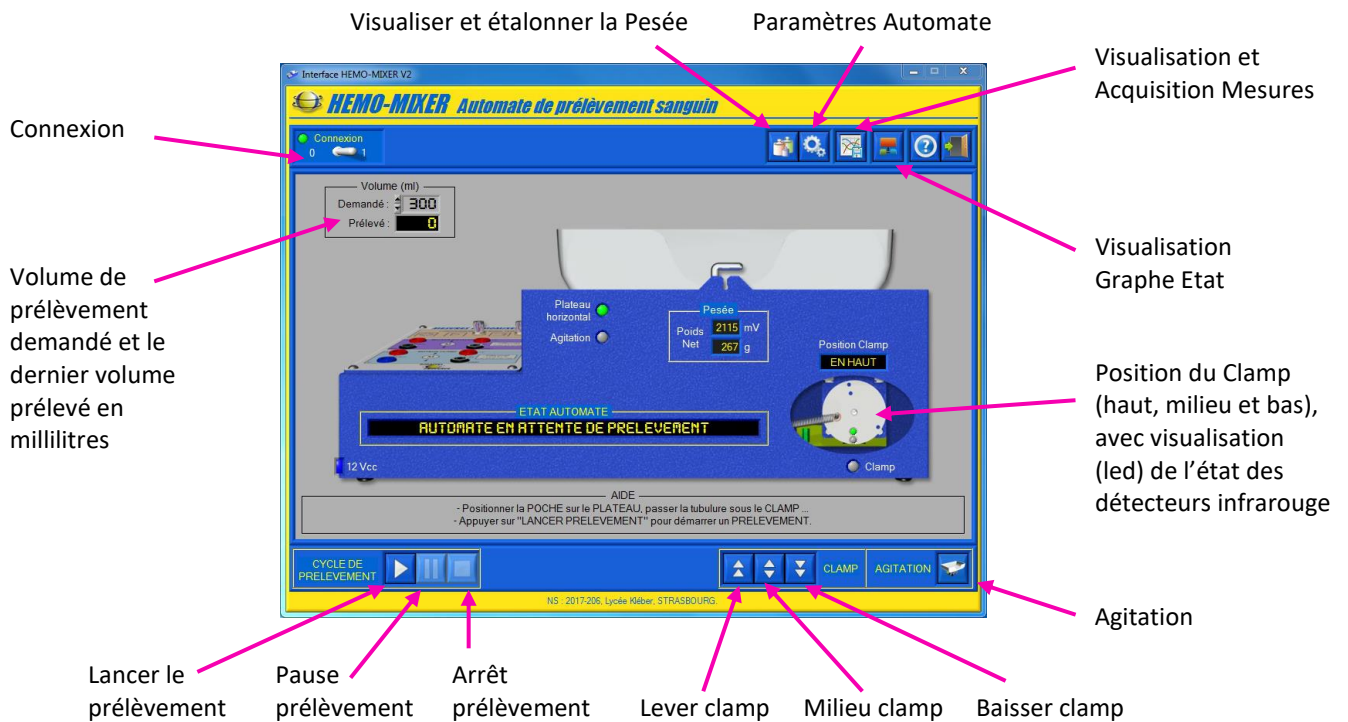 Visualiser et étalonner la Pesée
Paramètres Automate
Visualisation et
Acquisition Mesures
Connexion
Interface HEMO-MIXER V2
HEMO-MIXER Automate de prélèvement sanguin
Connexion
0 1
Volume (ml)
Demandé : 300
Prélevé : 0
Volume de
prélèvement
demandé et le
dernier volume
prélevé en
millilitres
Visualisation
Graphe Etat
Plateau
horizontal
Agitation
Pesée
Poids 2115 mV
Net 267 g
Position Clamp
EN HAUT
Position du Clamp
(haut, milieu et bas),
avec visualisation
(led) de l’état des
détecteurs infrarouge
ETAT AUTOMATE
AUTOMATE EN ATTENTE DE PRELEVEMENT
12 Vcc
Clamp
AIDE
- Positionner la POCHE sur le PLATEAU, passer la tubulure sous le CLAMP ...
- Appuyer sur "LANCER PRELEVEMENT" pour démarrer un PRELEVEMENT.
CYCLE DE
PRELEVEMENT
CLAMP
AGITATION
NS : 2017-206, Lycée Kléber, STRASBOURG.
Agitation
Lancer le
prélèvement
Pause
prélèvement
Arrêt
prélèvement
Lever clamp
Milieu clamp
Baisser clamp